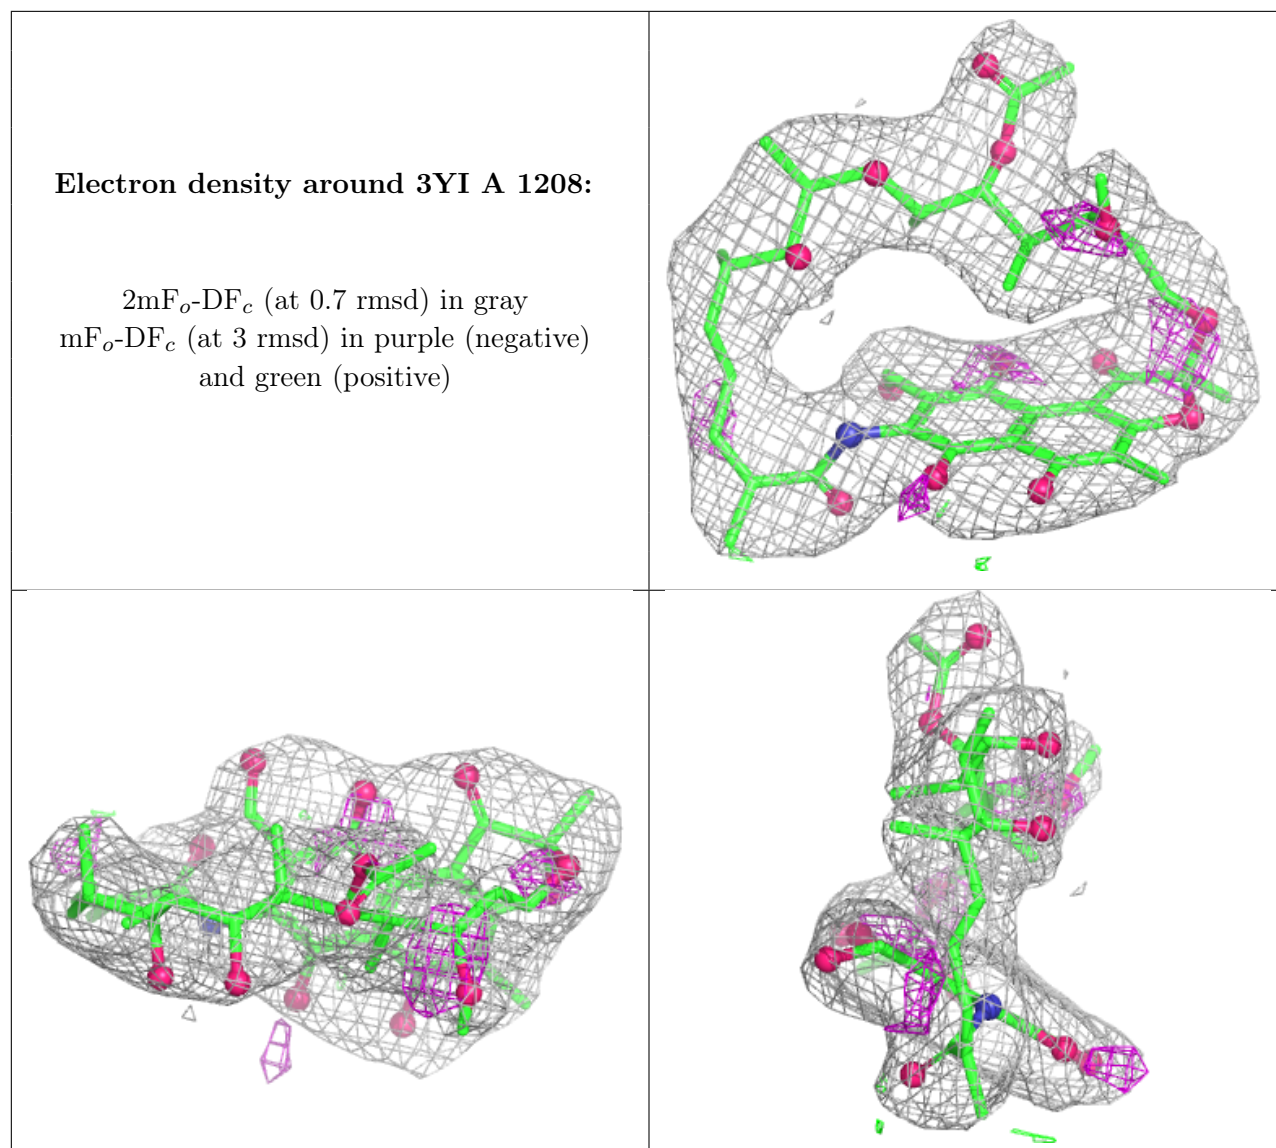 Electron density around 3YI A 1208:
2mFo-DFc (at 0.7 rmsd) in gray
mFo-DFc (at 3 rmsd) in purple (negative)
and green (positive)